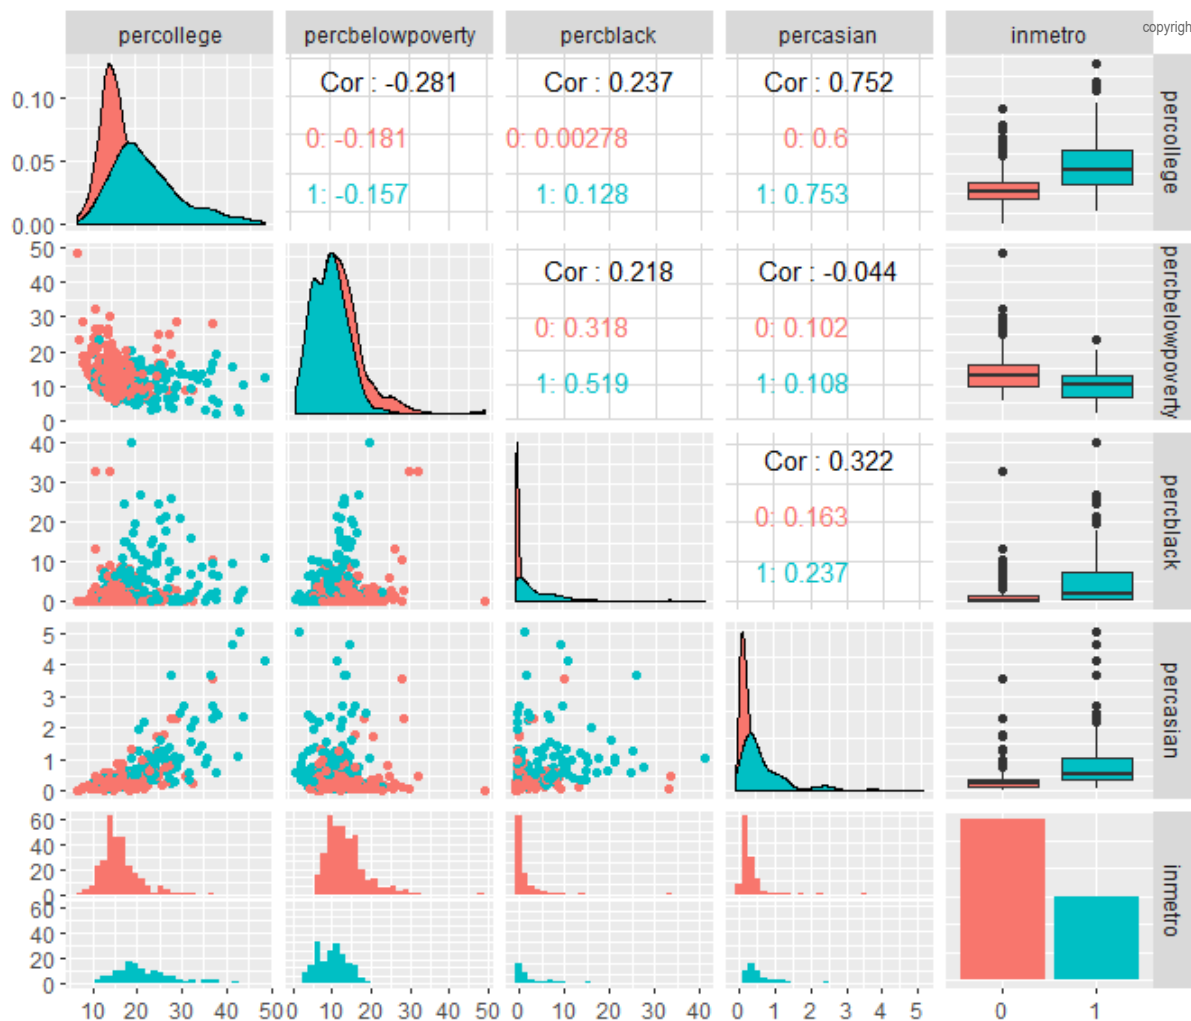 copyrigh
percollege percbelowpoverty percblack percasian inmetro
0.10
0.05
0.00
Cor : -0.281
0: -0.181
1: -0.157
Cor : 0.237
0: 0.00278
1: 0.128
Cor : 0.752
0: 0.6
1: 0.753
percollege
50
40
30
20
10
0
Cor : 0.218
0: 0.318
1: 0.519
Cor : -0.044
0: 0.102
1: 0.108
percbelowpoverty
40
30
20
10
0
Cor : 0.322
0: 0.163
1: 0.237
percblack
5
4
3
2
1
0
percasian
60
40
20
0
60
40
20
0
inmetro
10 20 30 40 50 0 10 20 30 40 50 0 10 20 30 40 0 1 2 3 4 5 0 1